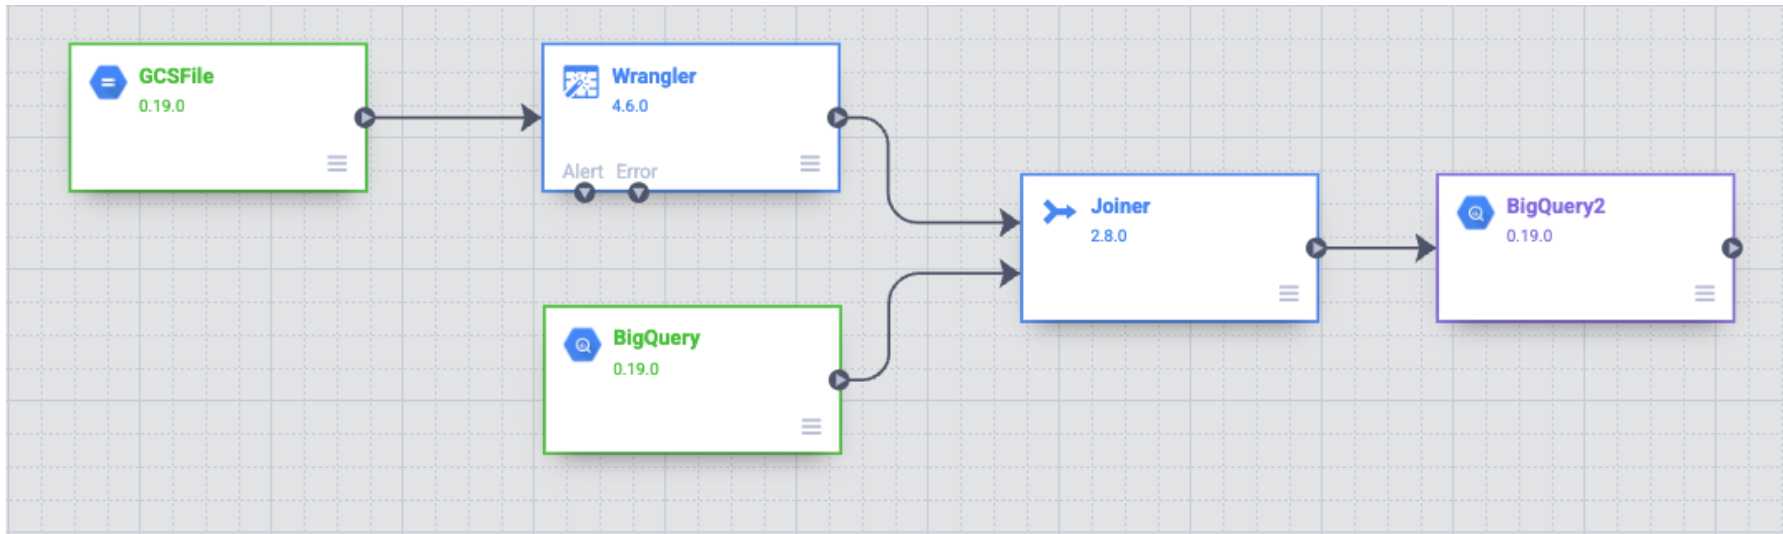 GCSFile
0.19.0
Wrangler
4.6.0
Alert Error
BigQuery
0.19.0
Joiner
2.8.0
BigQuery2
0.19.0